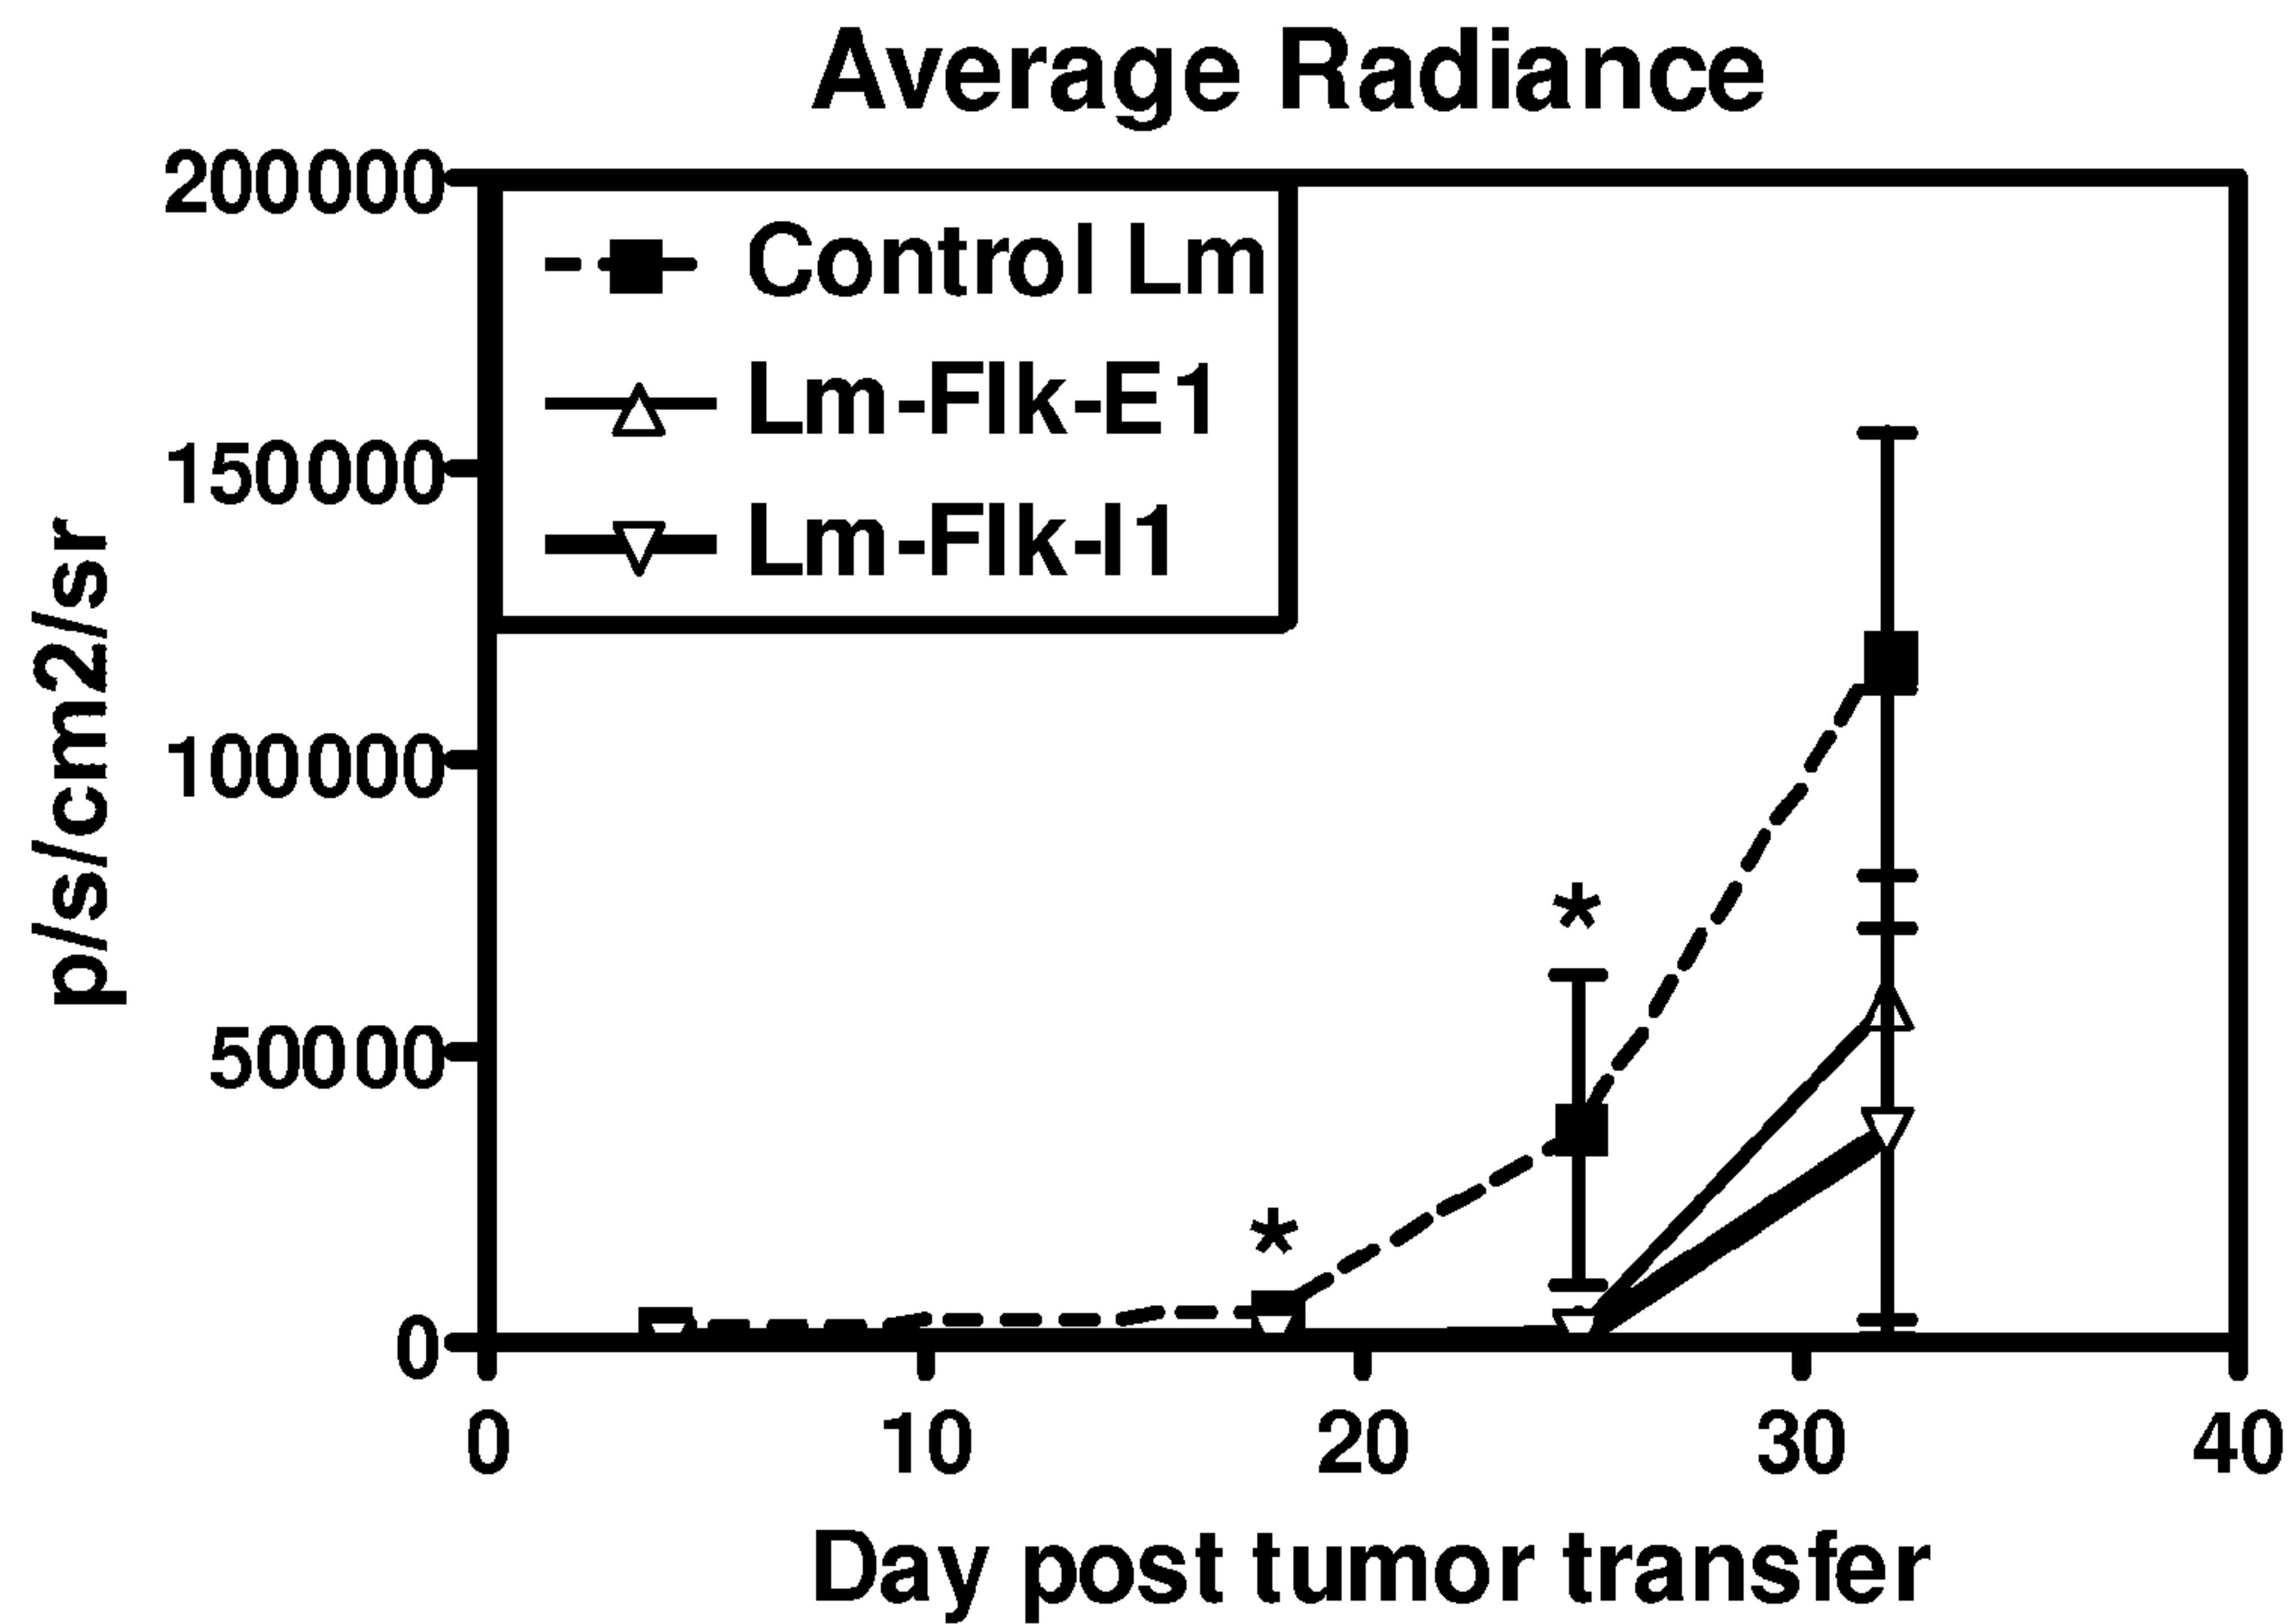 Average Radiance
200000
150000
100000
50000
0
p/s/cm2/sr
Control Lm
Lm-Flk-E1
Lm-Flk-I1
*
*
0 10 20 30 40
Day post tumor transfer